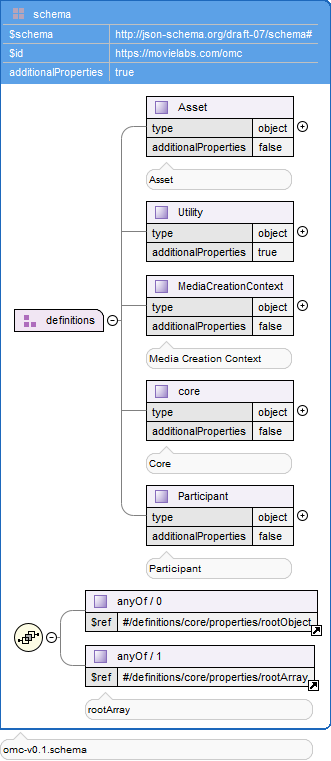 schema
$schema http://json-schema.org/draft-07/schema#
$id https://movielabs.com/omc
additionalProperties true
Asset
type object
additionalProperties false
Asset
Utility
type object
additionalProperties true
MediaCreationContext
type object
additionalProperties false
Media Creation Context
definitions
core
type object
additionalProperties false
Core
Participant
type object
additionalProperties false
Participant
anyOf / 0
$ref #/definitions/core/properties/rootObject
anyOf / 1
$ref #/definitions/core/properties/rootArray
rootArray
omc-v0.1.schema